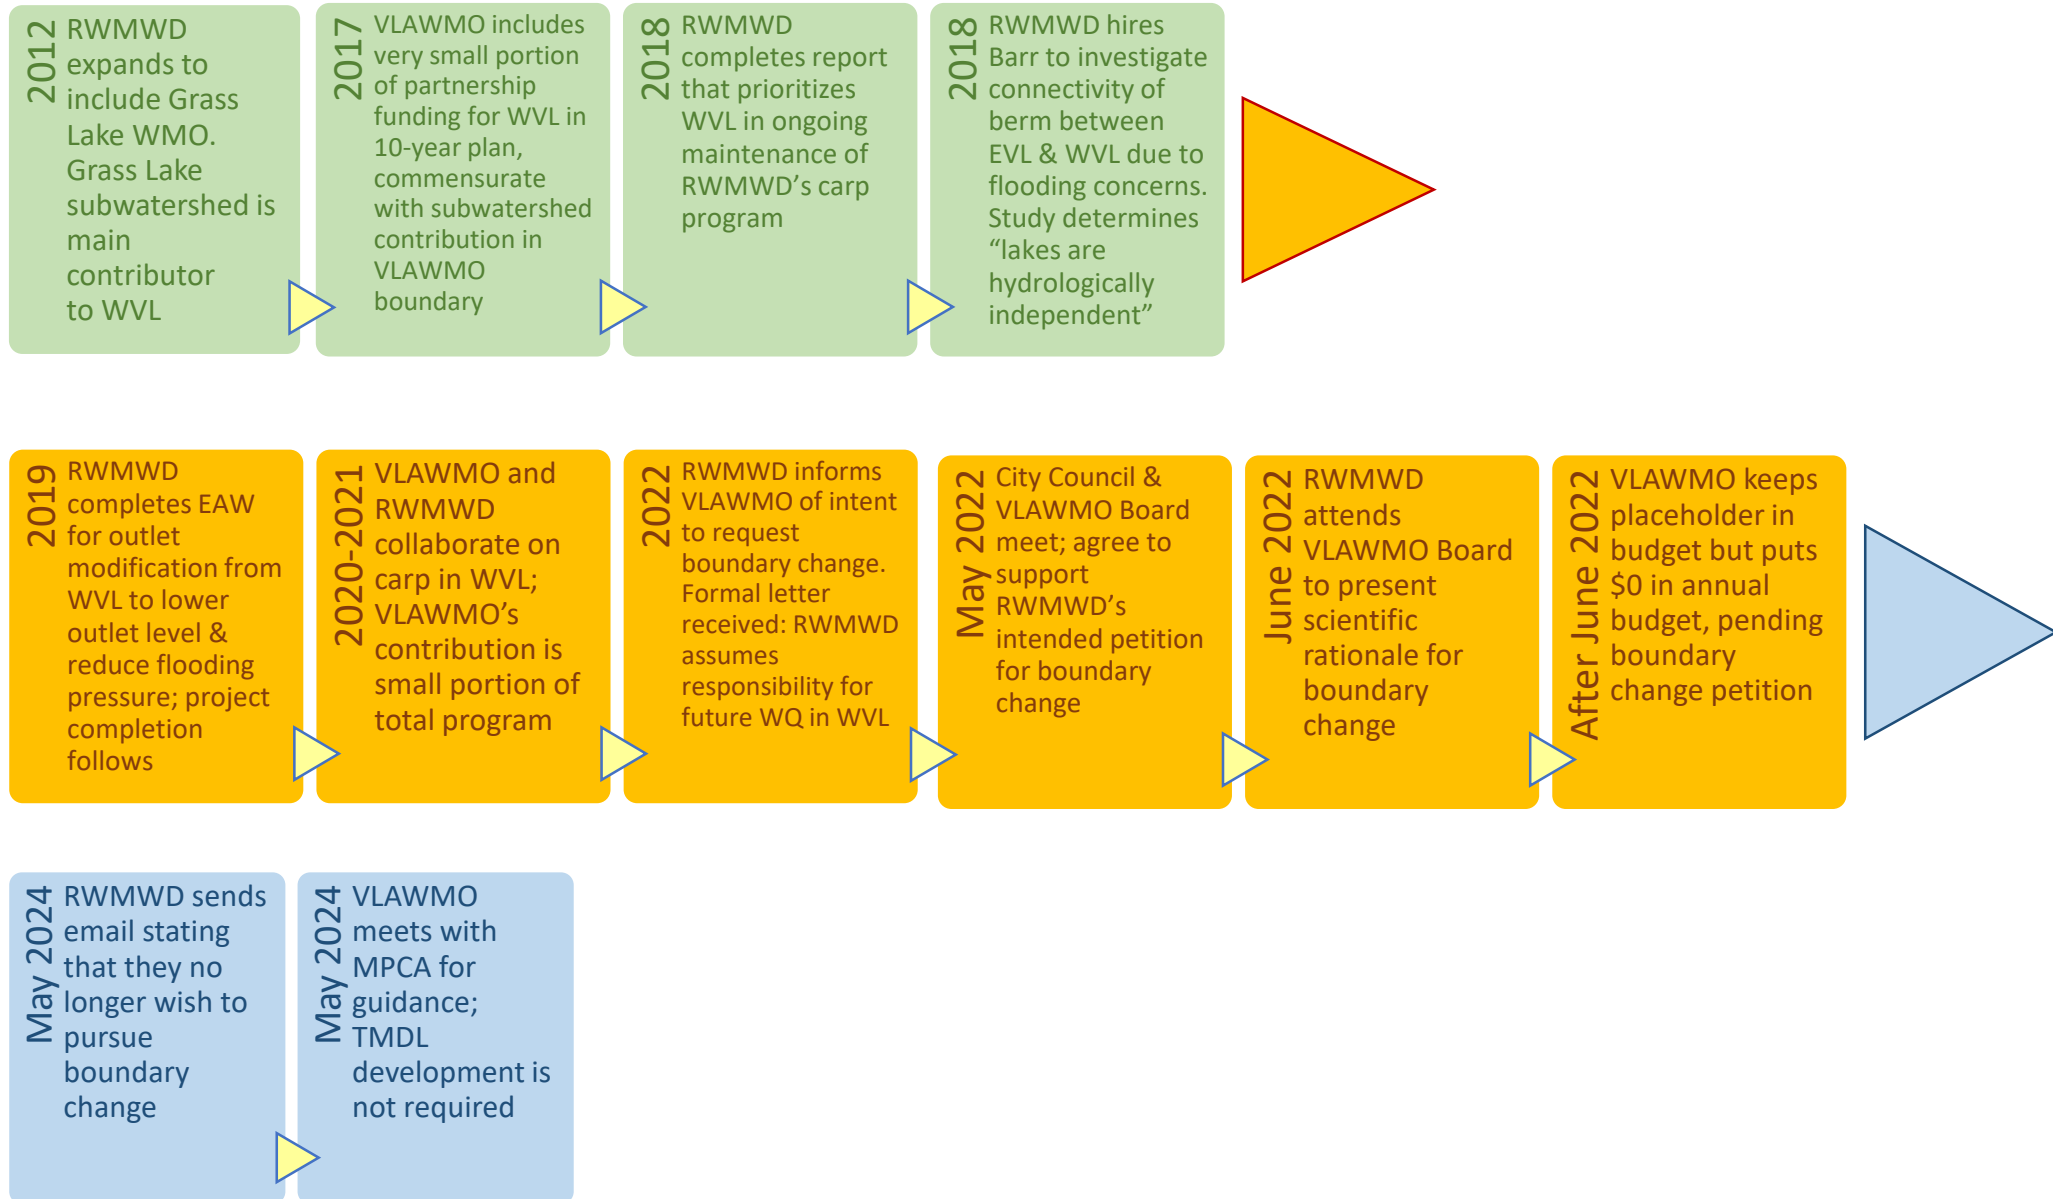 2012
RWMWD
expands to
include Grass
Lake WMO.
Grass Lake
subwatershed is
main
contributor
to WVL
2017
VLAWMO includes
very small portion
of partnership
funding for WVL in
10-year plan,
commensurate
with subwatershed
contribution in
VLAWMO
boundary
2018
RWMWD
completes report
that prioritizes
WVL in ongoing
maintenance of
RWMWD's carp
program
2018
RWMWD hires
Barr to investigate
connectivity of
berm between
EVL & WVL due to
flooding concerns.
Study determines
“lakes are
hydrologically
independent”
2019
RWMWD
completes EAW
for outlet
modification from
WVL to lower
outlet level &
reduce flooding
pressure; project
completion
follows
2020-2021
VLAWMO and
RWMWD
collaborate on
carp in WVL;
VLAWMO's
contribution is
small portion of
total program
2022
RWMWD informs
VLAWMO of intent
to request
boundary change.
Formal letter
received: RWMWD
assumes
responsibility for
future WQ in WVL
May 2022
City Council &
VLAWMO Board
meet; agree to
support
RWMWD's
intended petition
for boundary
change
June 2022
RWMWD
attends
VLAWMO Board
to present
scientific
rationale for
boundary
change
After June 2022
VLAWMO keeps
placeholder in
budget but puts
$0 in annual
budget, pending
boundary
change petition
May 2024
RWMWD sends
email stating
that they no
longer wish to
pursue
boundary
change
May 2024
VLAWMO
meets with
MPCA for
guidance;
TMDL
development is
not required